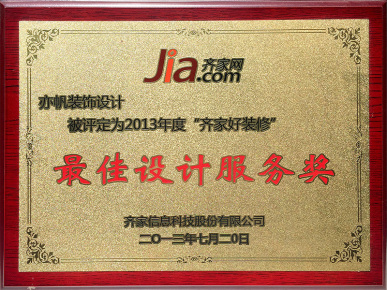 Jia.com 齐家网
亦帆装饰设计
被评定为2013年度“齐家好装修”
最佳设计服务奖
齐家信息科技股份有限公司
二〇一三年七月二〇日